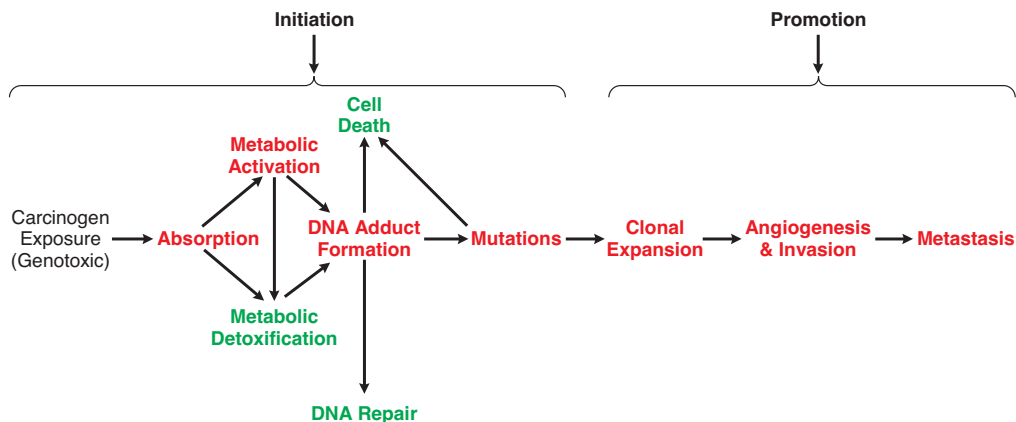 Initiation
Promotion
Cell
Death
Metabolic
Activation
Carcinogen
Exposure
(Genotoxic)
Absorption
DNA Adduct
Formation
Mutations
Clonal
Expansion
Angiogenesis
& Invasion
Metastasis
Metabolic
Detoxification
DNA Repair